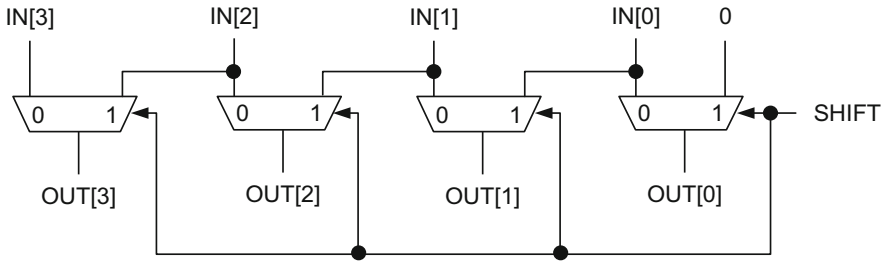 IN[3] IN[2] IN[1] IN[0] 0
0 1 0 1 0 1 0 1 SHIFT
OUT[3] OUT[2] OUT[1] OUT[0]